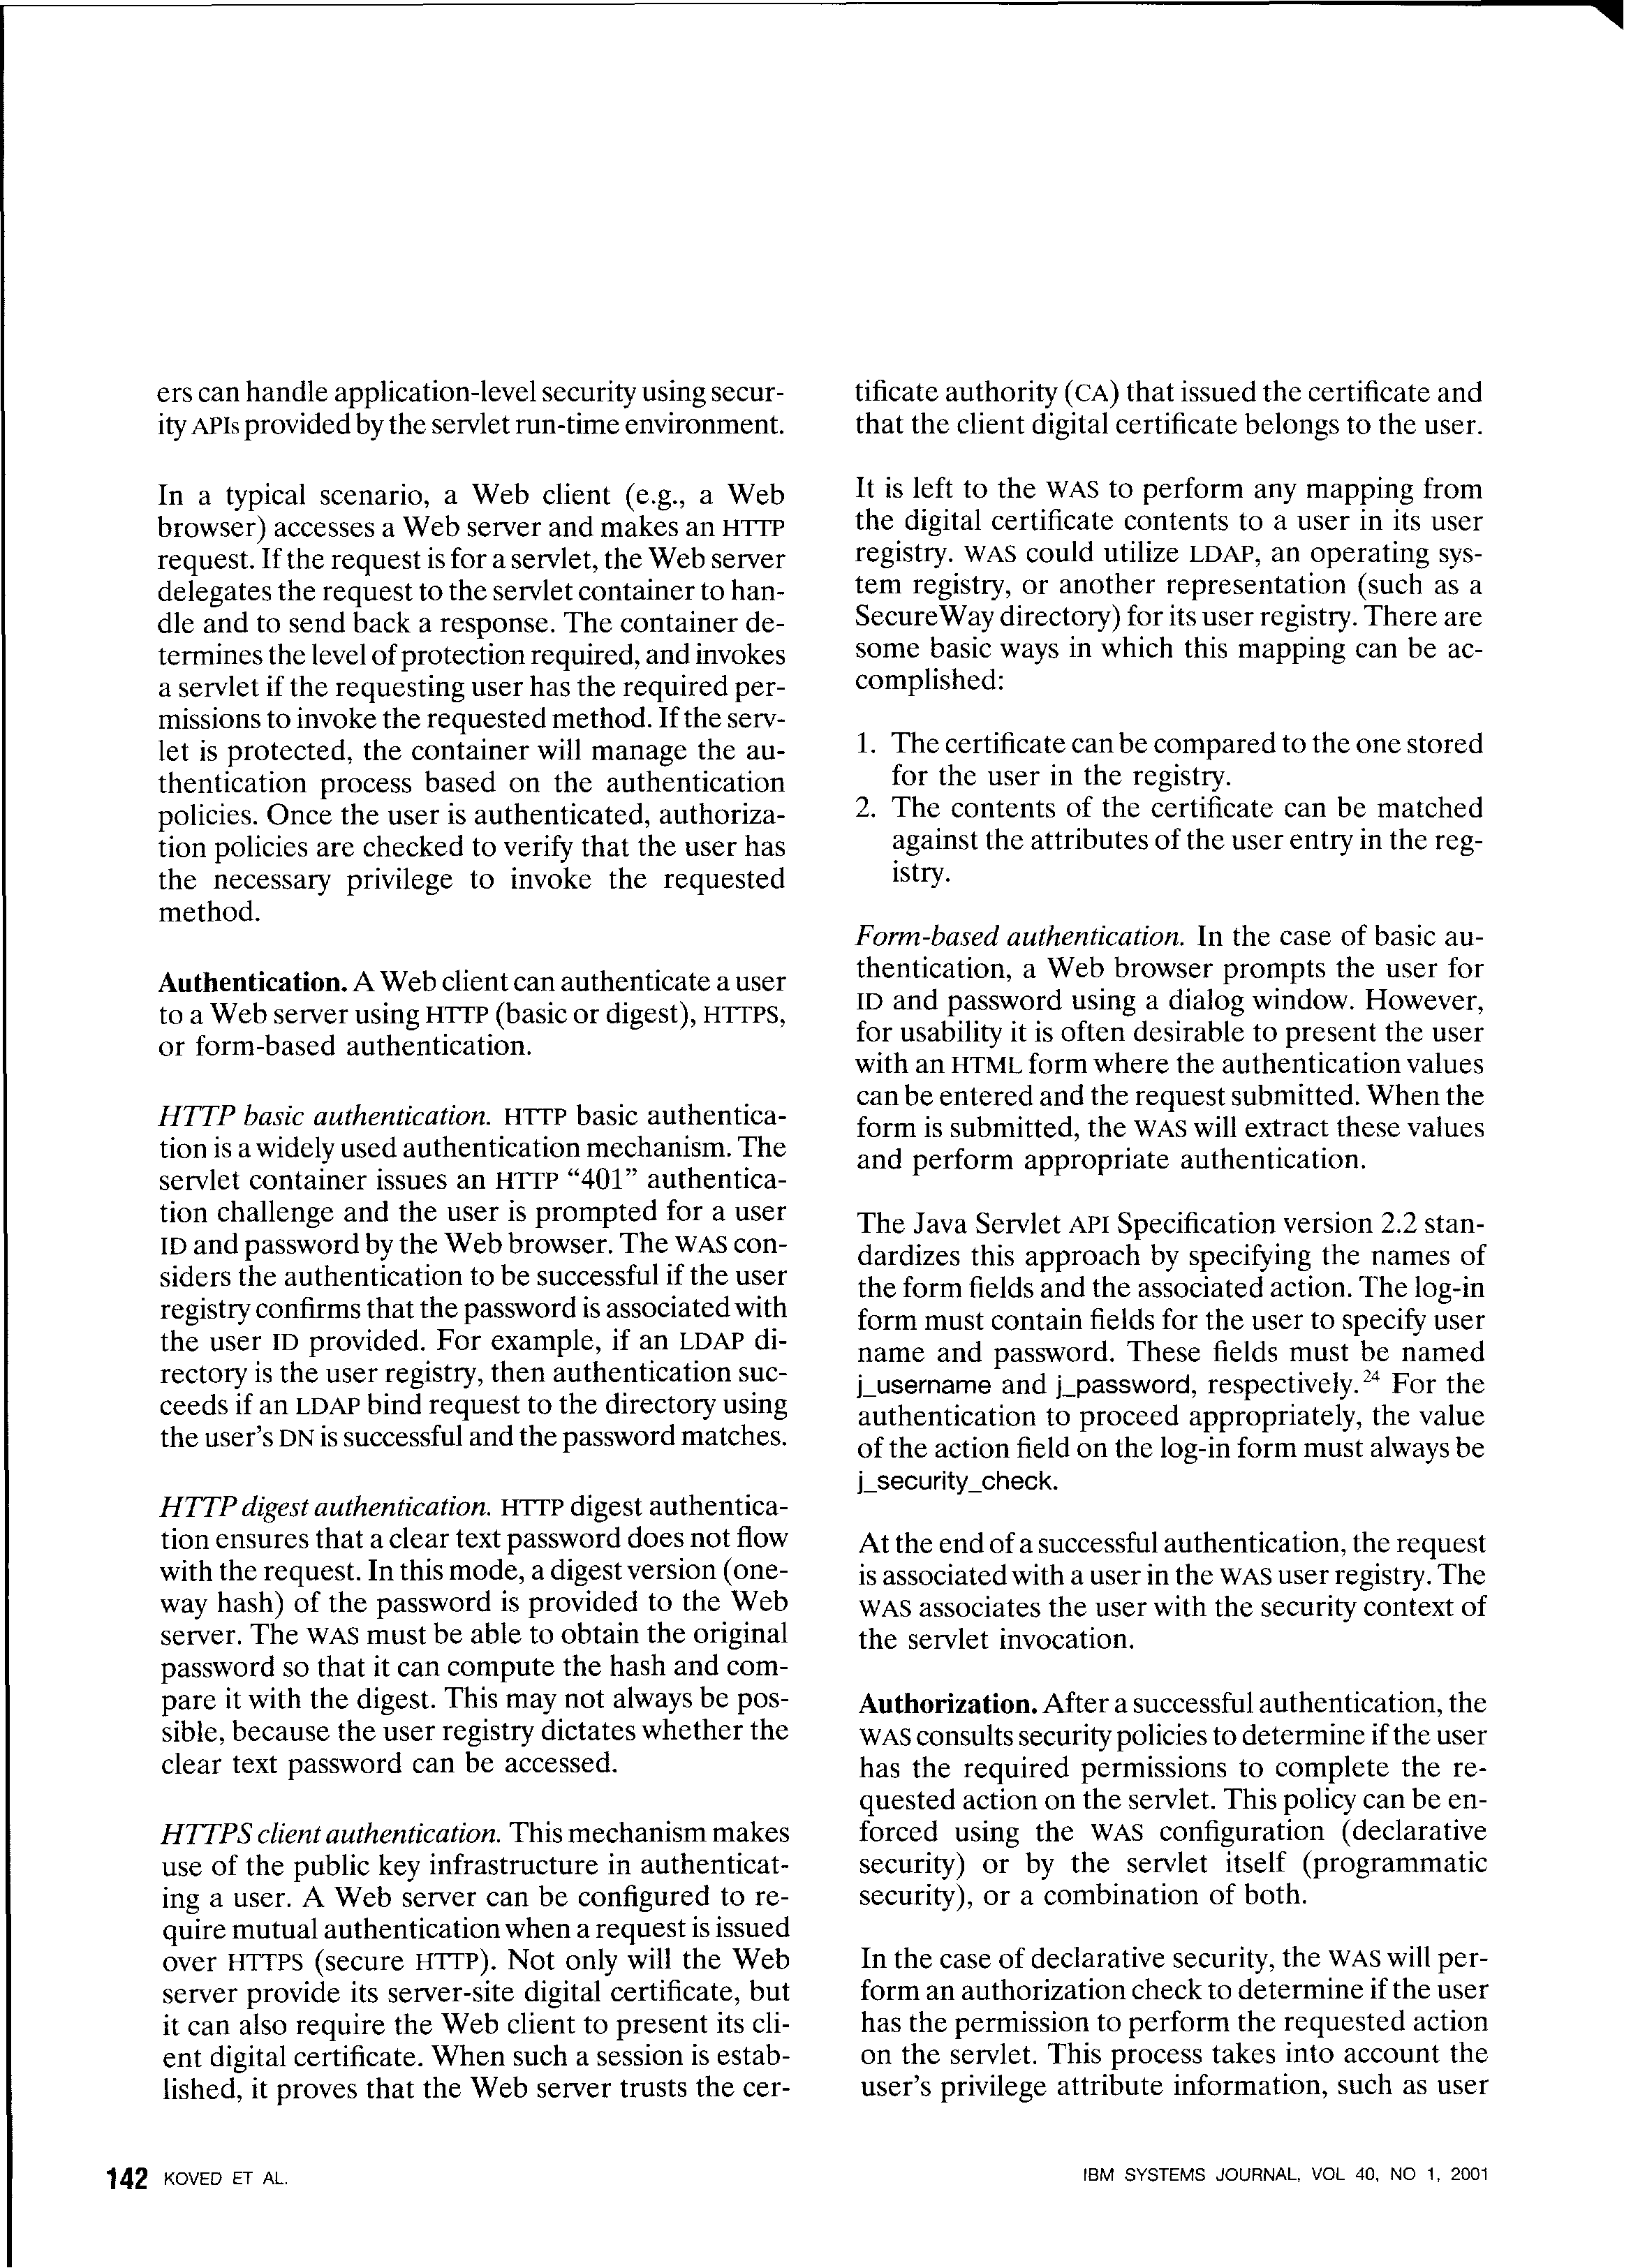 ers can handle application-level security using secur-
ity APIs provided by the servlet run-time environment.
In a typical scenario, a Web client (e.g., a Web
browser) accesses a Web server and makes an HTTP
request. If the request is for a servlet, the Web server
delegates the request to the servlet container to han-
dle and to send back a response. The container de-
termines the level of protection required, and invokes
a servlet if the requesting user has the required per-
missions to invoke the requested method. If the serv-
let is protected, the container will manage the au-
thentication process based on the authentication
policies. Once the user is authenticated, authoriza-
tion policies are checked to verify that the user has
the necessary privilege to invoke the requested
method.
Authentication. A Web client can authenticate a user
to a Web server using HTTP (basic or digest), HTTPS,
or form-based authentication.
HTTP basic authentication. HTTP basic authentica-
tion is a widely used authentication mechanism. The
servlet container issues an HTTP “401” authentica-
tion challenge and the user is prompted for a user
ID and password by the Web browser. The WAS con-
siders the authentication to be successful if the user
registry confirms that the password is associated with
the user ID provided. For example, if an LDAP di-
rectory is the user registry, then authentication suc-
ceeds if an LDAP bind request to the directory using
the user's DN is successful and the password matches.
HTTP digest authentication. HTTP digest authentica-
tion ensures that a clear text password does not flow
with the request. In this mode, a digest version (one-
way hash) of the password is provided to the Web
server. The WAS must be able to obtain the original
password so that it can compute the hash and com-
pare it with the digest. This may not always be pos-
sible, because the user registry dictates whether the
clear text password can be accessed.
HTTPS client authentication. This mechanism makes
use of the public key infrastructure in authenticat-
ing a user. A Web server can be configured to re-
quire mutual authentication when a request is issued
over HTTPS (secure HTTP). Not only will the Web
server provide its server-site digital certificate, but
it can also require the Web client to present its cli-
ent digital certificate. When such a session is estab-
lished, it proves that the Web server trusts the cer-
tificate authority (CA) that issued the certificate and
that the client digital certificate belongs to the user.
It is left to the WAS to perform any mapping from
the digital certificate contents to a user in its user
registry. WAS could utilize LDAP, an operating sys-
tem registry, or another representation (such as a
SecureWay directory) for its user registry. There are
some basic ways in which this mapping can be ac-
complished:
1. The certificate can be compared to the one stored
for the user in the registry.
2. The contents of the certificate can be matched
against the attributes of the user entry in the reg-
istry.
Form-based authentication. In the case of basic au-
thentication, a Web browser prompts the user for
ID and password using a dialog window. However,
for usability it is often desirable to present the user
with an HTML form where the authentication values
can be entered and the request submitted. When the
form is submitted, the WAS will extract these values
and perform appropriate authentication.
The Java Servlet API Specification version 2.2 stan-
dardizes this approach by specifying the names of
the form fields and the associated action. The log-in
form must contain fields for the user to specify user
name and password. These fields must be named
j_username and j_password, respectively.24 For the
authentication to proceed appropriately, the value
of the action field on the log-in form must always be
j_security_check.
At the end of a successful authentication, the request
is associated with a user in the WAS user registry. The
WAS associates the user with the security context of
the servlet invocation.
Authorization. After a successful authentication, the
WAS consults security policies to determine if the user
has the required permissions to complete the re-
quested action on the servlet. This policy can be en-
forced using the WAS configuration (declarative
security) or by the servlet itself (programmatic
security), or a combination of both.
In the case of declarative security, the WAS will per-
form an authorization check to determine if the user
has the permission to perform the requested action
on the servlet. This process takes into account the
user's privilege attribute information, such as user
142 KOVED ET AL.
IBM SYSTEMS JOURNAL, VOL 40, NO 1, 2001